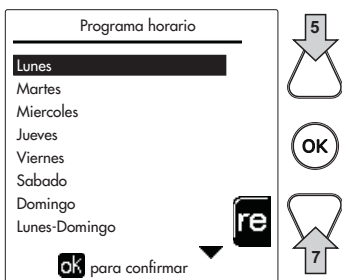 Programa horario
Lunes
Martes
Miercoles
Jueves
Viernes
Sabado
Domingo
Lunes-Domingo
re
ok para confirmar
5
OK
7